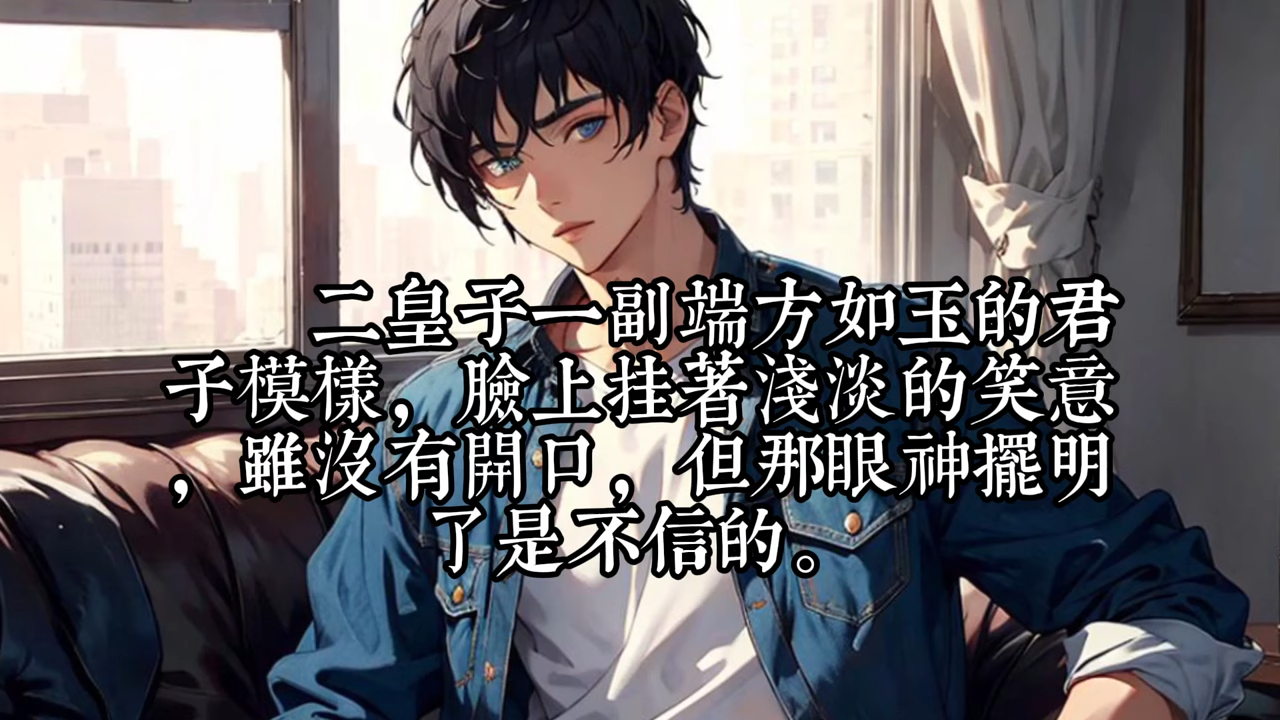 二皇子一副端方如玉的君
子模樣，臉上挂著淺淡的笑意
，雖沒有開口，但那眼神擺明
了是不信的。